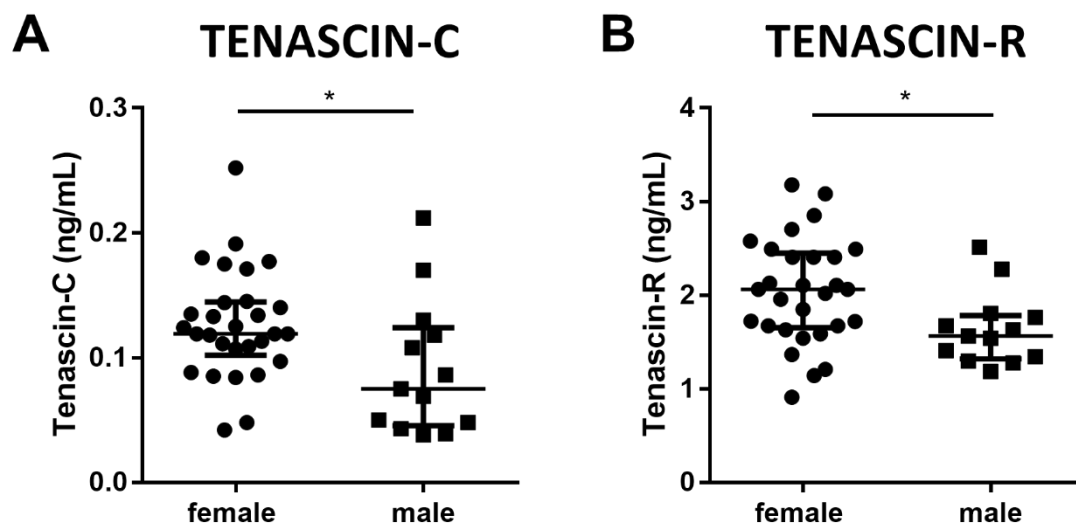 A TENASCIN-C
*
Tenascin-C (ng/mL)
0.3
0.2
0.1
0.0
female male
B TENASCIN-R
*
Tenascin-R (ng/mL)
4
3
2
1
0
female male